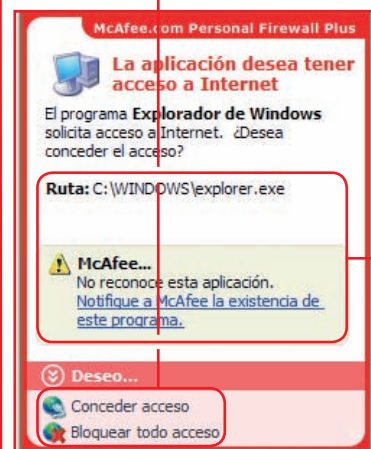 McAfee.com Personal Firewall Plus
La aplicación desea tener
acceso a Internet
El programa Explorador de Windows
solicita acceso a Internet. ¿Desea
conceder el acceso?
Ruta: C:\WINDOWS\explorer.exe
McAfee...
No reconoce esta aplicación.
Notifique a McAfee la existencia de
este programa.
Deseo...
Conceder acceso
Bloquear todo acceso